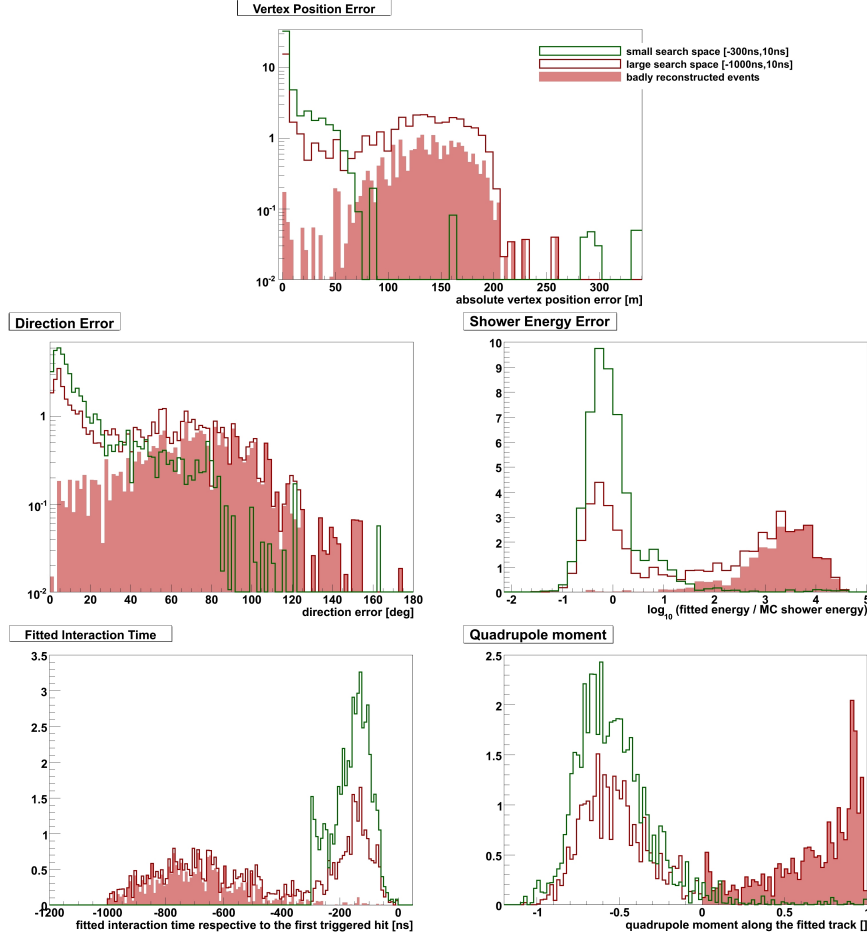 Vertex Position Error
small search space [-300ns,10ns]
large search space [-1000ns,10ns]
badly reconstructed events
10
1
10^-1
10^-2
0 50 100 150 200 250 300
absolute vertex position error [m]
Direction Error
1
10^-1
10^-2
0 20 40 60 80 100 120 140 160 180
direction error [deg]
Shower Energy Error
10
9
8
7
6
5
4
3
2
1
0
-2 -1 0 1 2 3 4 5
log10 (fitted energy / MC shower energy)
Fitted Interaction Time
3.5
3
2.5
2
1.5
1
0.5
0
-1200 -1000 -800 -600 -400 -200 0
fitted interaction time respective to the first triggered hit [ns]
Quadrupole moment
2.5
2
1.5
1
0.5
0
-1 -0.5 0 0.5 1
quadrupole moment along the fitted track []